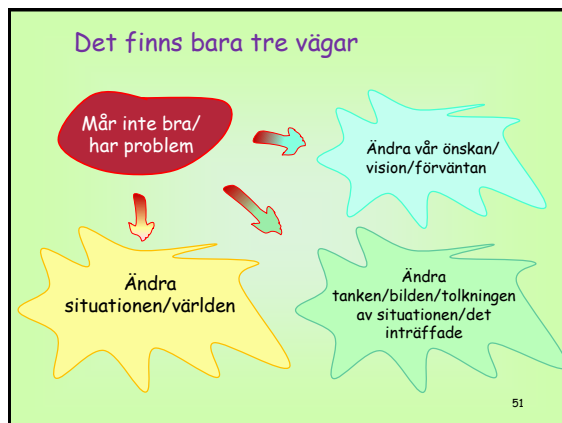 Det finns bara tre vägar
Mår inte bra/
har problem
Ändra vår önskan/
vision/förväntan
Ändra
situationen/världen
Ändra
tanken/bilden/tolkningen
av situationen/det
inträffade
51